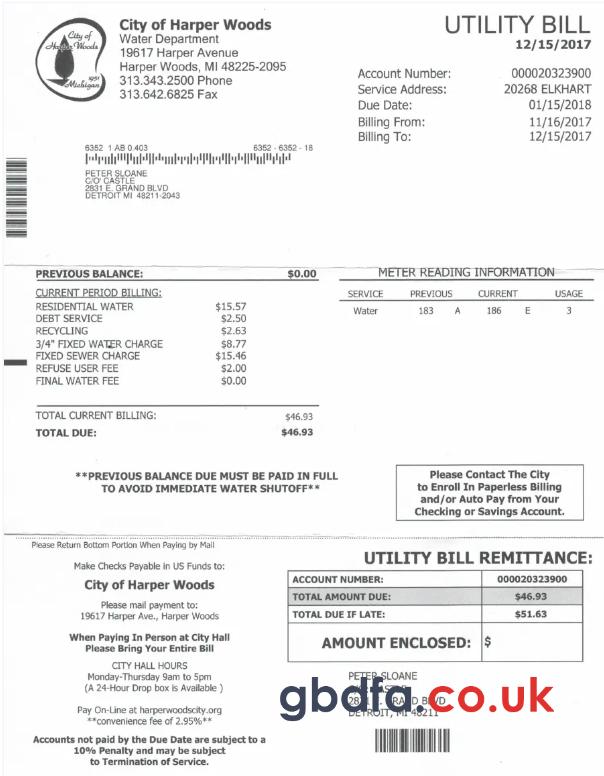 City of
Harper Woods
1951
Michigan
City of Harper Woods
Water Department
19617 Harper Avenue
Harper Woods, MI 48225-2095
313.343.2500 Phone
313.642.6825 Fax
UTILITY BILL
12/15/2017
Account Number: 000020323900
Service Address: 20268 ELKHART
Due Date: 01/15/2018
Billing From: 11/16/2017
Billing To: 12/15/2017
6352 1 AB 0.403 6352 - 6352 - 18
PETER SLOANE
C/O' CASTLE
2831 E. GRAND BLVD
DETROIT MI 48211-2043
PREVIOUS BALANCE: $0.00
CURRENT PERIOD BILLING:
RESIDENTIAL WATER $15.57
DEBT SERVICE $2.50
RECYCLING $2.63
3/4" FIXED WATER CHARGE $8.77
FIXED SEWER CHARGE $15.46
REFUSE USER FEE $2.00
FINAL WATER FEE $0.00
TOTAL CURRENT BILLING: $46.93
TOTAL DUE: $46.93
METER READING INFORMATION
SERVICE PREVIOUS CURRENT USAGE
Water 183 A 186 E 3
**PREVIOUS BALANCE DUE MUST BE PAID IN FULL
TO AVOID IMMEDIATE WATER SHUTOFF**
Please Contact The City
to Enroll In Paperless Billing
and/or Auto Pay from Your
Checking or Savings Account.
Please Return Bottom Portion When Paying by Mail
Make Checks Payable in US Funds to:
City of Harper Woods
Please mail payment to:
19617 Harper Ave., Harper Woods
When Paying In Person at City Hall
Please Bring Your Entire Bill
CITY HALL HOURS
Monday-Thursday 9am to 5pm
(A 24-Hour Drop box is Available )
Pay On-Line at harperwoodscity.org
**convenience fee of 2.95%**
Accounts not paid by the Due Date are subject to a
10% Penalty and may be subject
to Termination of Service.
UTILITY BILL REMITTANCE:
ACCOUNT NUMBER: 000020323900
TOTAL AMOUNT DUE: $46.93
TOTAL DUE IF LATE: $51.63
AMOUNT ENCLOSED: $
PETER SLOANE
GRAND BLVD
DETROIT, MI 48211
gbdfa.co.uk